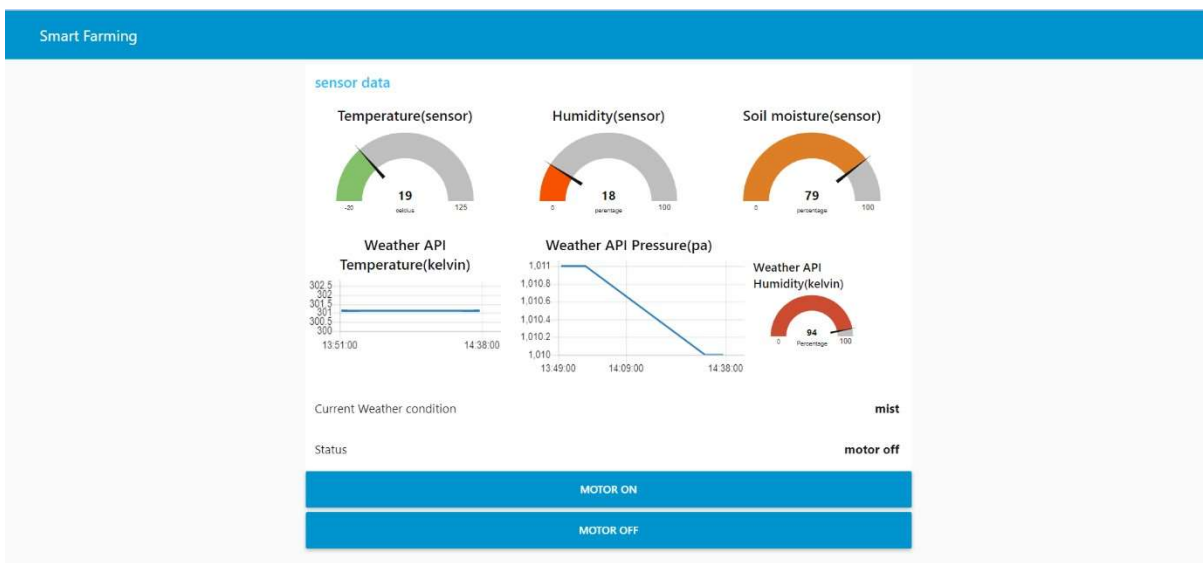 Smart Farming
sensor data
Temperature(sensor)
19
celcius
-20
125
Humidity(sensor)
18
percentage
0
100
Soil moisture(sensor)
79
percentage
0
100
Weather API
Temperature(kelvin)
302.5
302
301.5
301
300.5
300
13:51:00
14:38:00
Weather API Pressure(pa)
1,011
1,010.8
1,010.6
1,010.4
1,010.2
1,010
13:49:00
14:09:00
14:38:00
Weather API
Humidity(kelvin)
94
Percentage
0
100
Current Weather condition
mist
Status
motor off
MOTOR ON
MOTOR OFF